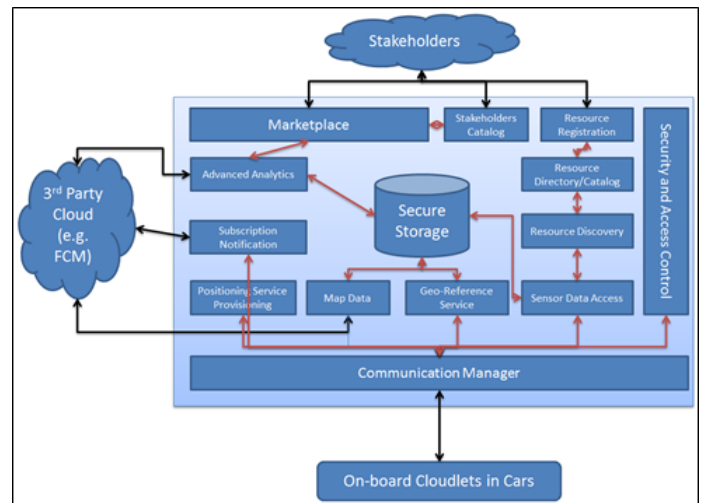 Stakeholders
Marketplace
Stakeholders
Catalog
Resource
Registration
Security and Access Control
3rd Party
Cloud
(e.g.
FCM)
Advanced Analytics
Resource
Directory/Catalog
Secure
Storage
Subscription
Notification
Resource Discovery
Positioning Service
Provisioning
Map Data
Geo-Reference
Service
Sensor Data Access
Communication Manager
On-board Cloudlets in Cars